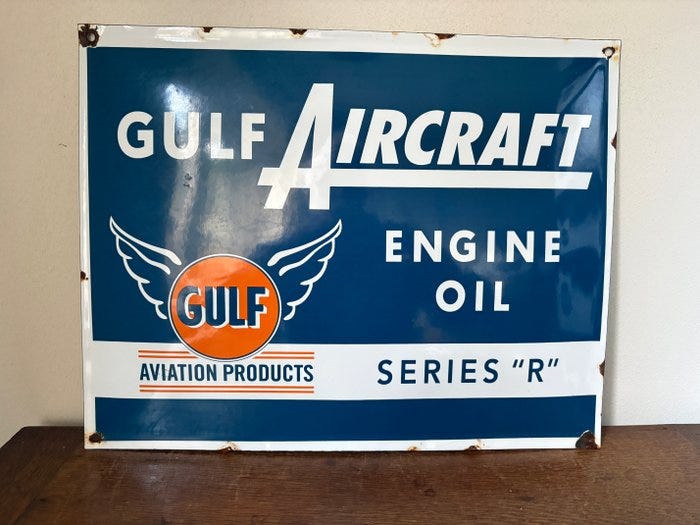 GULF AIRCRAFT
ENGINE
OIL
GULF
AVIATION PRODUCTS
SERIES "R"